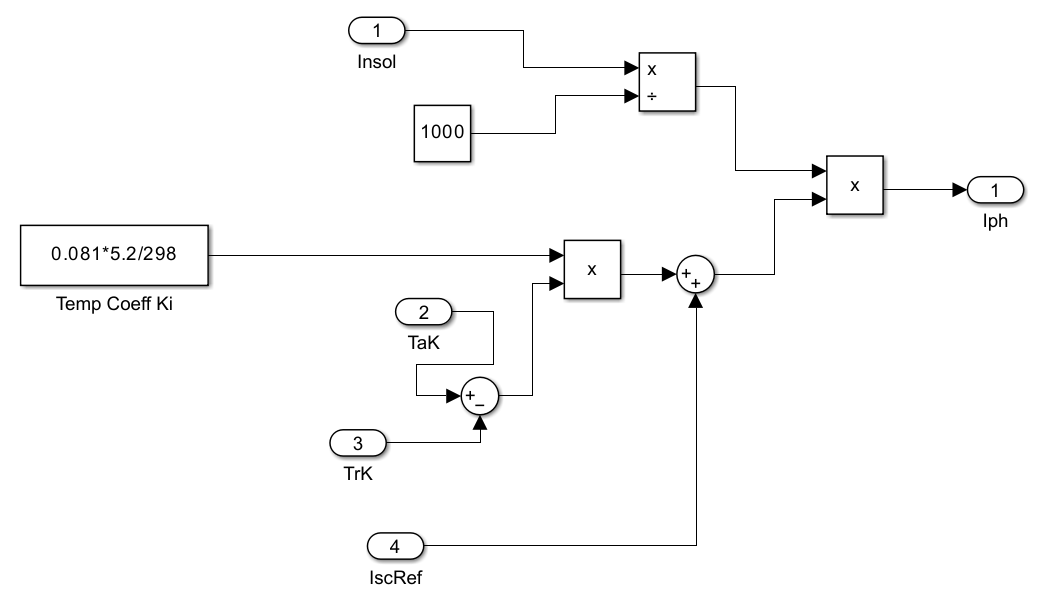 1
Insol
x
÷
1000
x
1
Iph
0.081*5.2/298
Temp Coeff Ki
x
+
+
2
TaK
+
−
3
TrK
4
IscRef